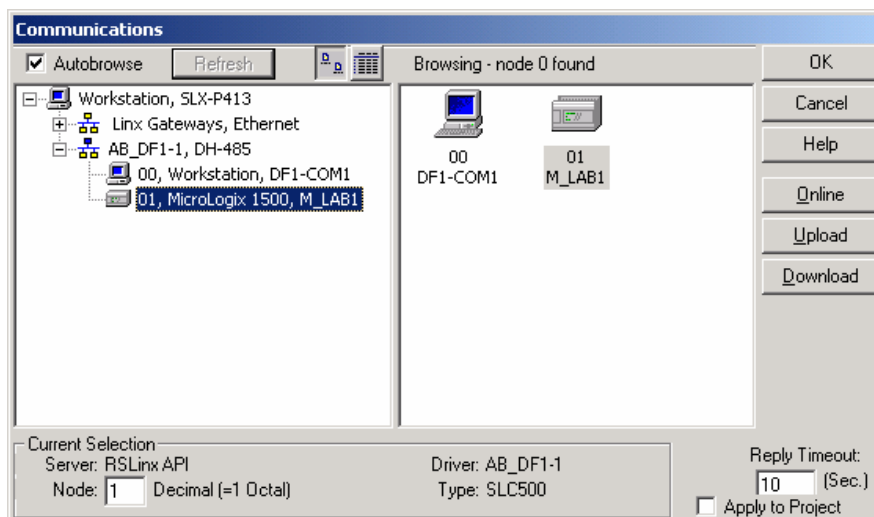 Communications
Autobrowse
Refresh
Browsing - node 0 found
OK
Cancel
Help
Online
Upload
Download
Workstation, SLX-P413
Linx Gateways, Ethernet
AB_DF1-1, DH-485
00, Workstation, DF1-COM1
01, MicroLogix 1500, M_LAB1
00
DF1-COM1
01
M_LAB1
Current Selection
Server: RSLinx API
Driver: AB_DF1-1
Node: 1 Decimal (=1 Octal)
Type: SLC500
Reply Timeout:
10 (Sec.)
Apply to Project